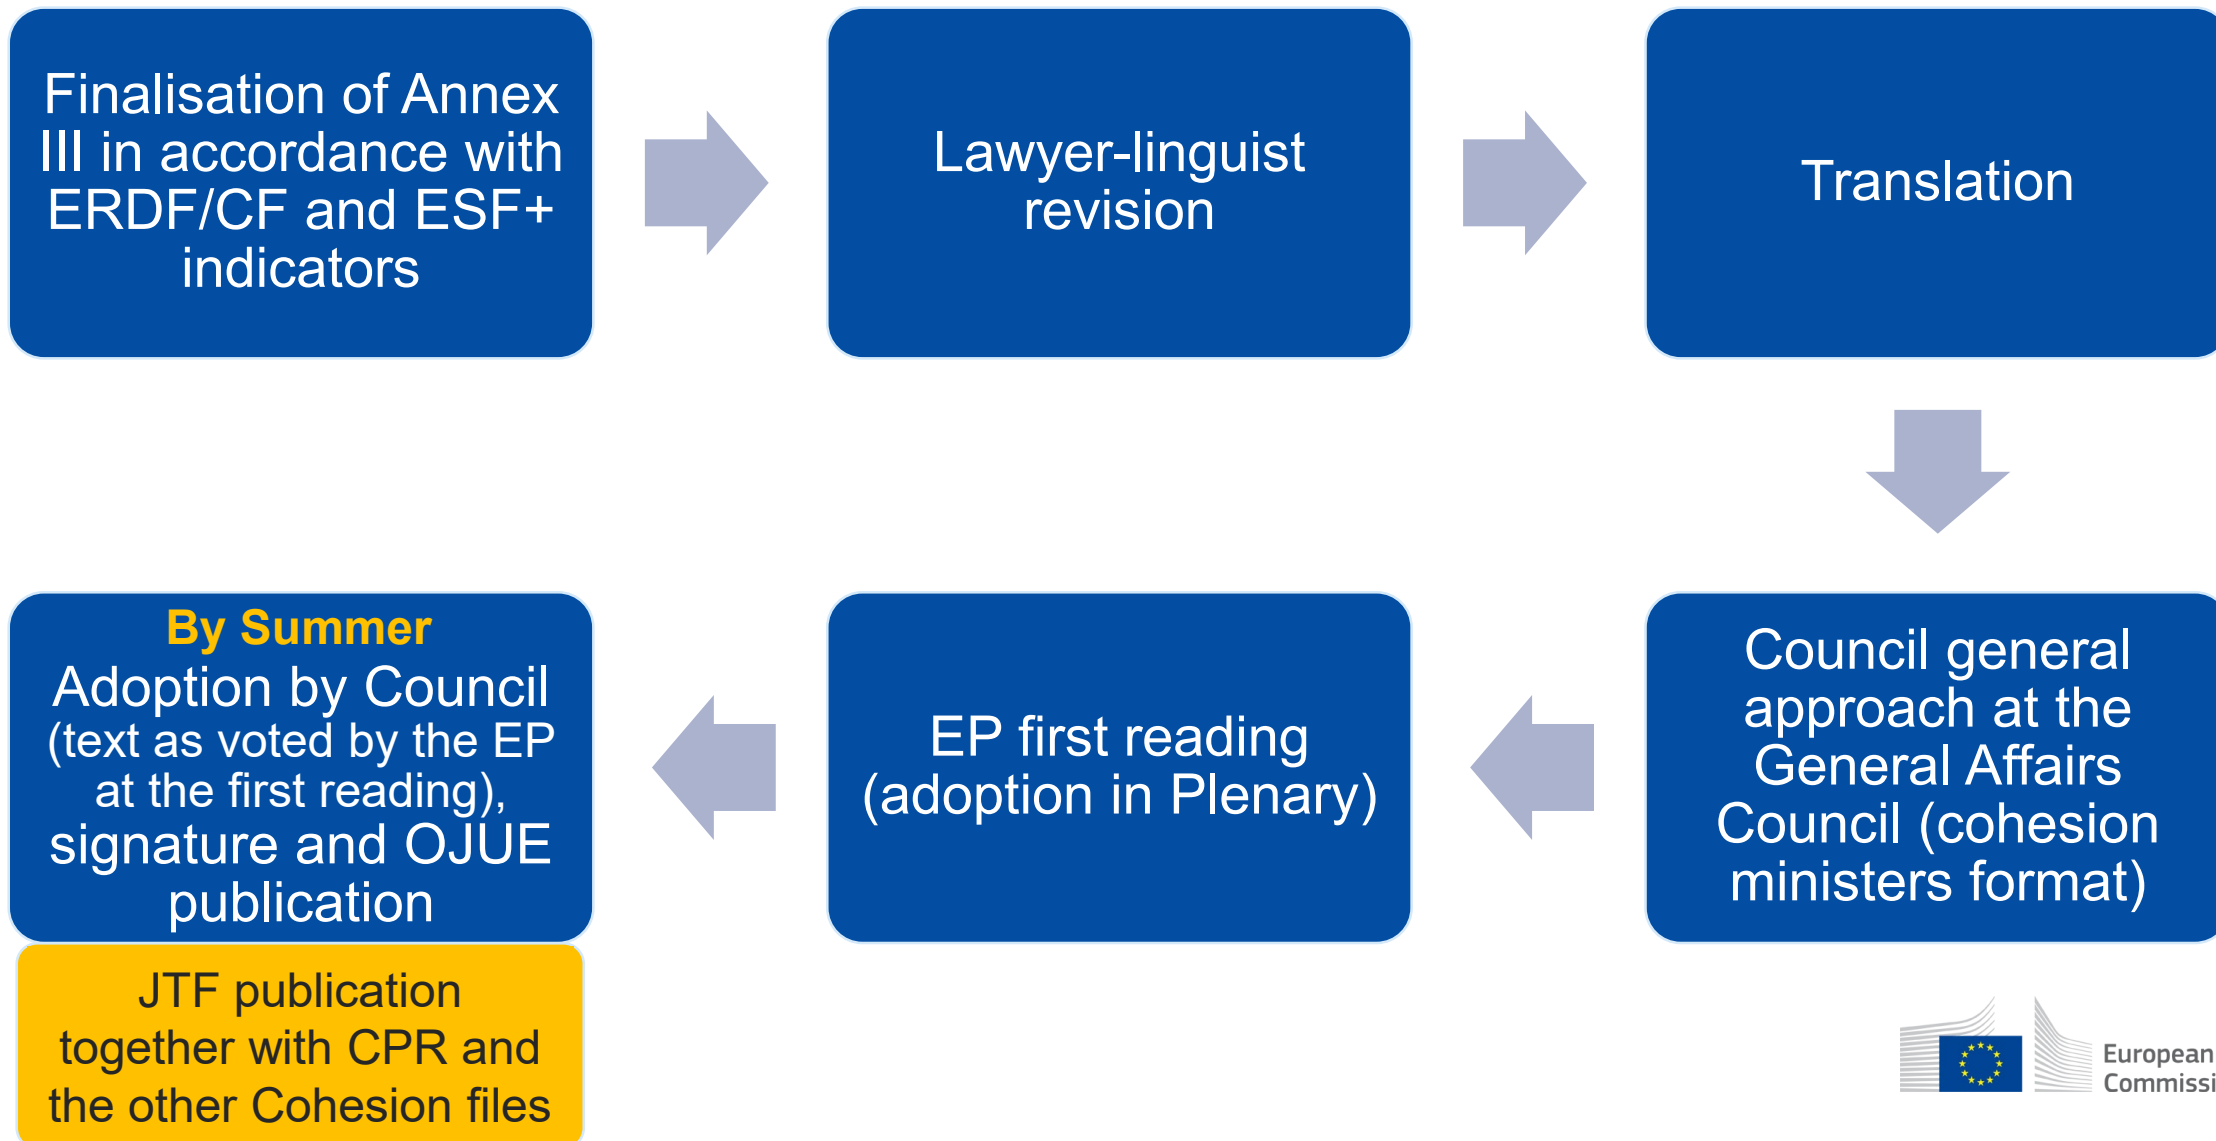 Finalisation of Annex
III in accordance with
ERDF/CF and ESF+
indicators
Lawyer-linguist
revision
Translation
Council general
approach at the
General Affairs
Council (cohesion
ministers format)
EP first reading
(adoption in Plenary)
By Summer
Adoption by Council
(text as voted by the EP
at the first reading),
signature and OJUE
publication
JTF publication
together with CPR and
the other Cohesion files
European
Commissi